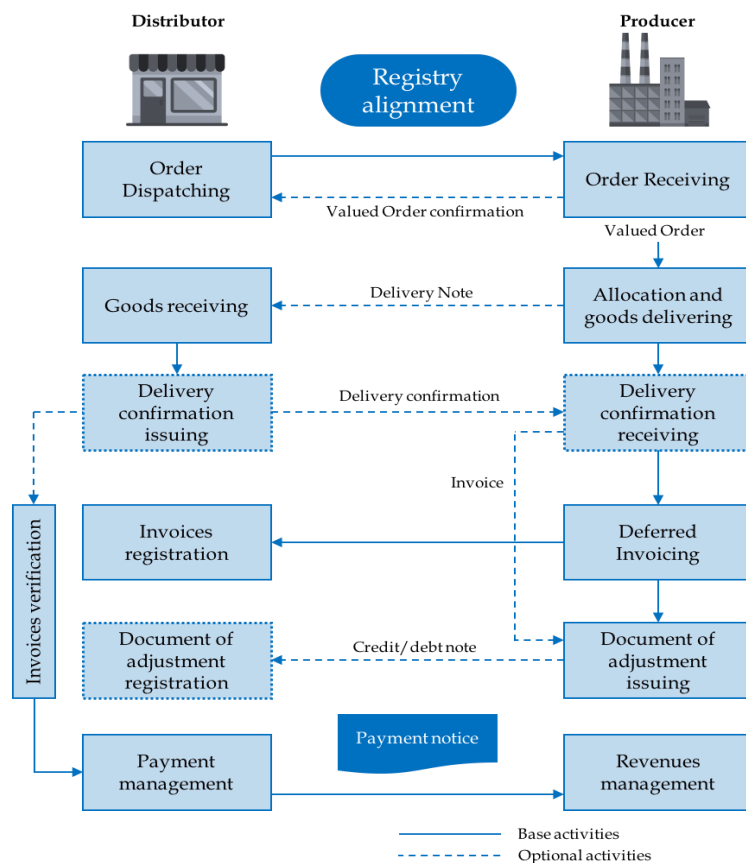 Distributor
Producer
Registry
alignment
Order
Dispatching
Order Receiving
Valued Order confirmation
Valued Order
Goods receiving
Delivery Note
Allocation and
goods delivering
Delivery
confirmation
issuing
Delivery confirmation
Delivery
confirmation
receiving
Invoice
Invoices verification
Invoices
registration
Deferred
Invoicing
Document of
adjustment
registration
Credit/debt note
Document of
adjustment
issuing
Payment
management
Payment notice
Revenues
management
Base activities
Optional activities